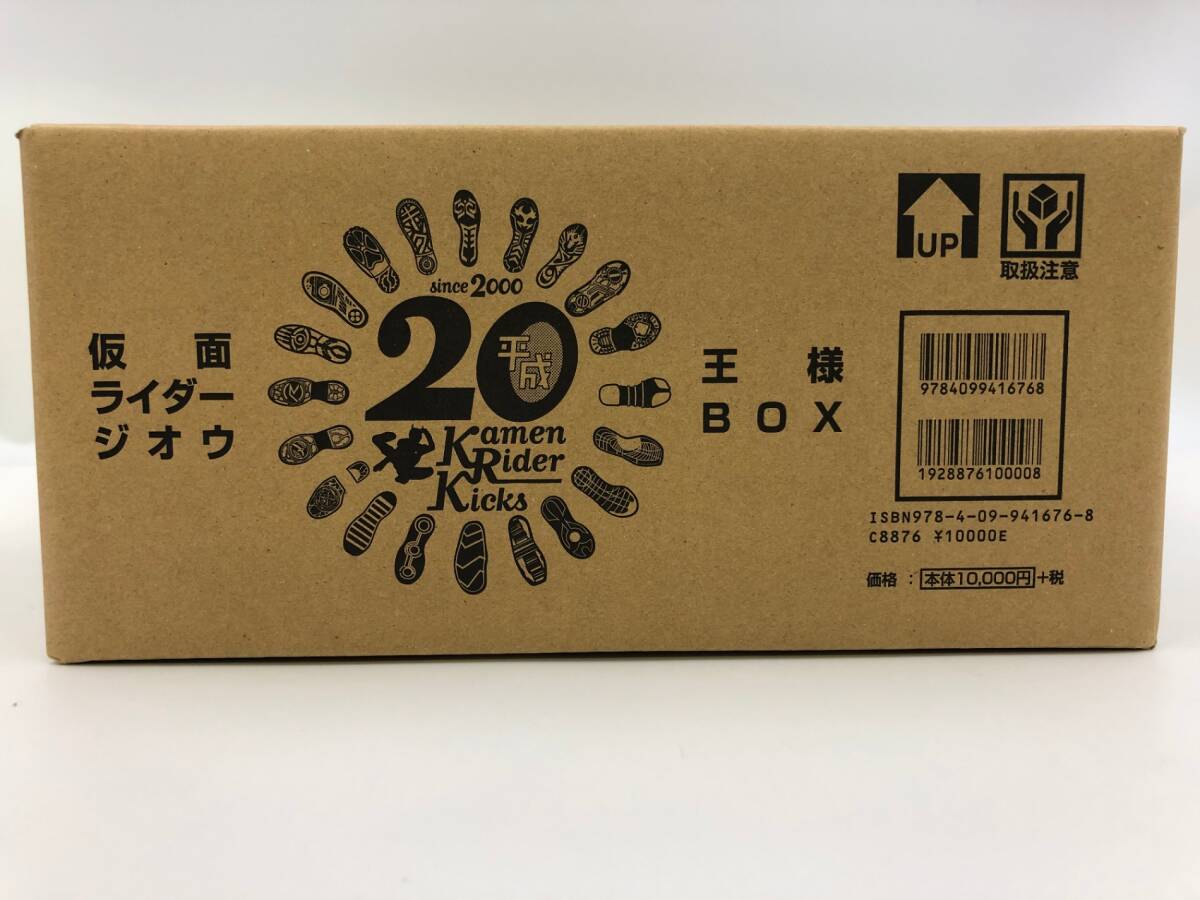 仮面
ライダー
ジオウ
since 2000
20
平成
Kamen
Rider
Kicks
王様
BOX
UP
取扱注意
9784099416768
1928876100008
ISBN978-4-09-941676-8
C8876 ¥10000E
価格：本体10,000円+税